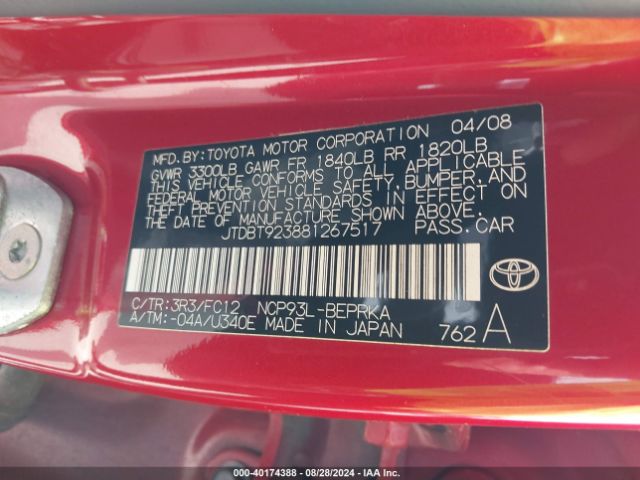 MFD. BY: TOYOTA MOTOR CORPORATION 04/08
GVWR 3300LB GAWR FR 1840LB RR 1820LB
THIS VEHICLE CONFORMS TO ALL APPLICABLE
FEDERAL MOTOR VEHICLE SAFETY, BUMPER, AND
THEFT PREVENTION STANDARDS IN EFFECT ON
THE DATE OF MANUFACTURE SHOWN ABOVE.
JTDBT923881267517 PASS.CAR
C/TR: 3R3/FC12 NCP93L-BEPRKA
A/TM: -04A/U340E MADE IN JAPAN 762 A
000-40174388 - 08/28/2024 - IAA Inc.